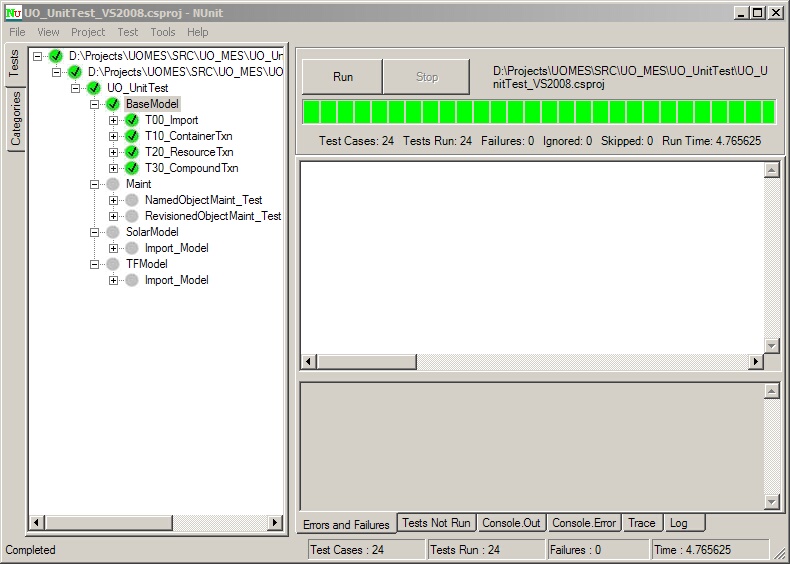 NU UO_UnitTest_VS2008.csproj - NUnit
File View Project Test Tools Help
Tests
Categories
D:\Projects\UOMES\SRC\UO_MES\UO_Un
D:\Projects\UOMES\SRC\UO_MES\UO
UO_UnitTest
BaseModel
T00_Import
T10_ContainerTxn
T20_ResourceTxn
T30_CompoundTxn
Maint
NamedObjectMaint_Test
RevisionedObjectMaint_Test
SolarModel
Import_Model
TFModel
Import_Model
Run Stop
D:\Projects\UOMES\SRC\UO_MES\UO_UnitTest\UO_U
nitTest_VS2008.csproj
Test Cases: 24 Tests Run: 24 Failures: 0 Ignored: 0 Skipped: 0 Run Time: 4.765625
Errors and Failures Tests Not Run Console.Out Console.Error Trace Log
Completed Test Cases : 24 Tests Run : 24 Failures : 0 Time : 4.765625